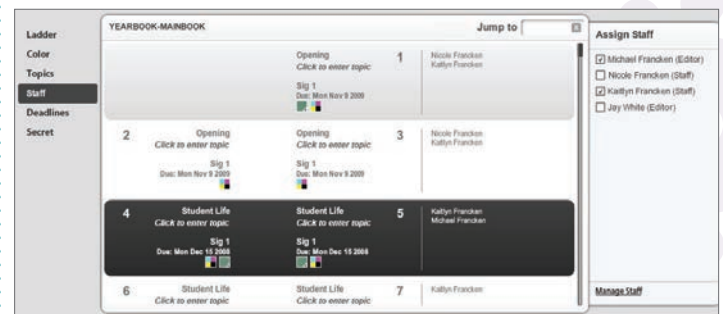 Ladder
Color
Topics
Staff
Deadlines
Secret
YEARBOOK-MAINBOOK
Jump to
Opening
Click to enter topic
Sig 1
Due: Mon Nov 9 2009
1
Nicole Francken
Kaitlyn Francken
2
Opening
Click to enter topic
Sig 1
Due: Mon Nov 9 2009
Opening
Click to enter topic
Sig 1
Due: Mon Nov 9 2009
3
Nicole Francken
Kaitlyn Francken
4
Student Life
Click to enter topic
Sig 1
Due: Mon Dec 15 2008
Student Life
Click to enter topic
Sig 1
Due: Mon Dec 15 2008
5
Kaitlyn Francken
Michael Francken
6
Student Life
Click to enter topic
Student Life
Click to enter topic
7
Kaitlyn Francken
Assign Staff
Michael Francken (Editor)
Nicole Francken (Staff)
Kaitlyn Francken (Staff)
Jay White (Editor)
Manage Staff